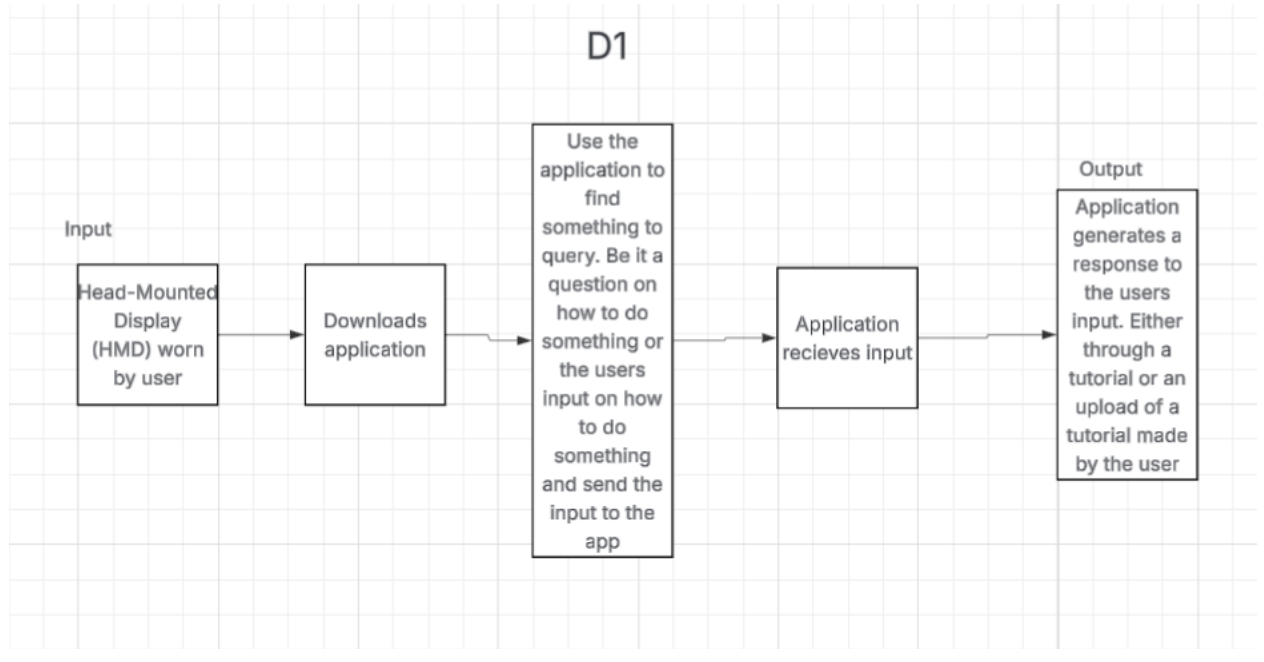 D1
Input
Head-Mounted
Display
(HMD) worn
by user
Downloads
application
Use the
application to
find
something to
query. Be it a
question on
how to do
something or
the users
input on how
to do
something
and send the
input to the
app
Application
recieves input
Output
Application
generates a
response to
the users
input. Either
through a
tutorial or an
upload of a
tutorial made
by the user